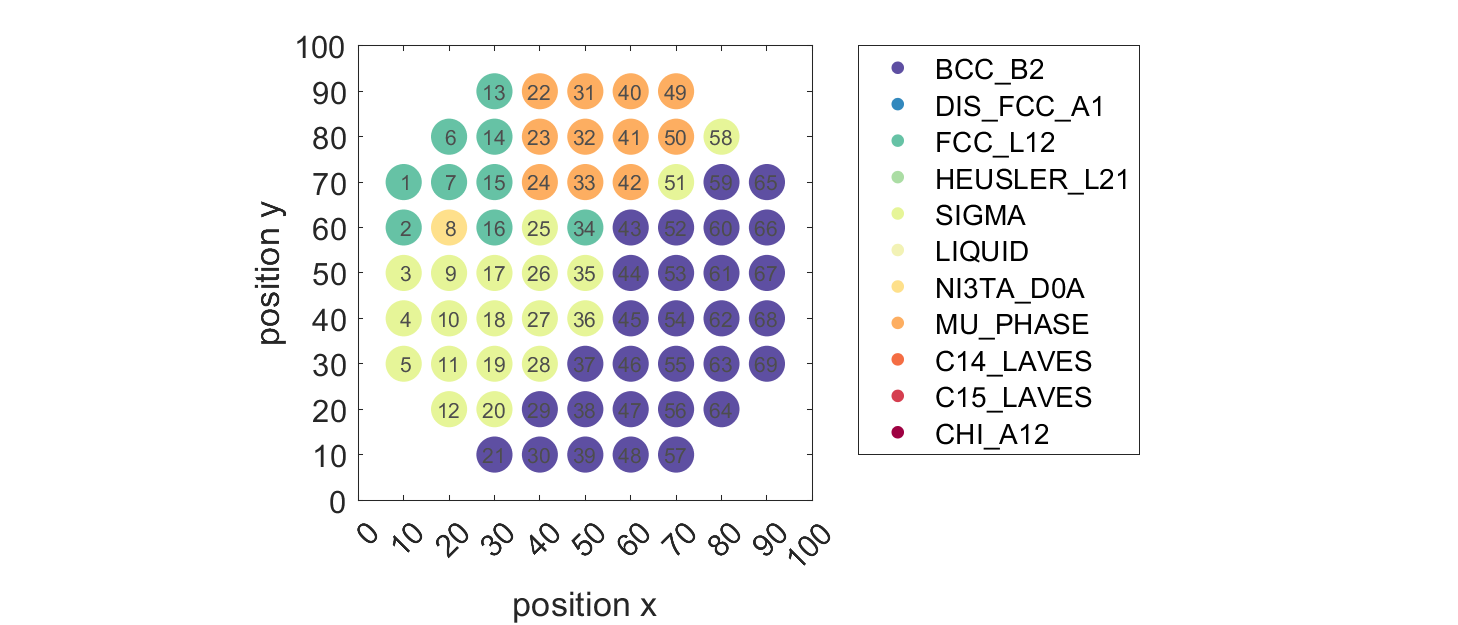 100
90
80
70
60
50
40
30
20
10
0
position y
13 22 31 40 49
6 14 23 32 41 50 58
1 7 15 24 33 42 51 59 65
2 8 16 25 34 43 52 60 66
3 9 17 26 35 44 53 61 67
4 10 18 27 36 45 54 62 68
5 11 19 28 37 46 55 63 69
12 20 29 38 47 56 64
21 30 39 48 57
0 10 20 30 40 50 60 70 80 90 100
position x
BCC_B2
DIS_FCC_A1
FCC_L12
HEUSLER_L21
SIGMA
LIQUID
NI3TA_D0A
MU_PHASE
C14_LAVES
C15_LAVES
CHI_A12